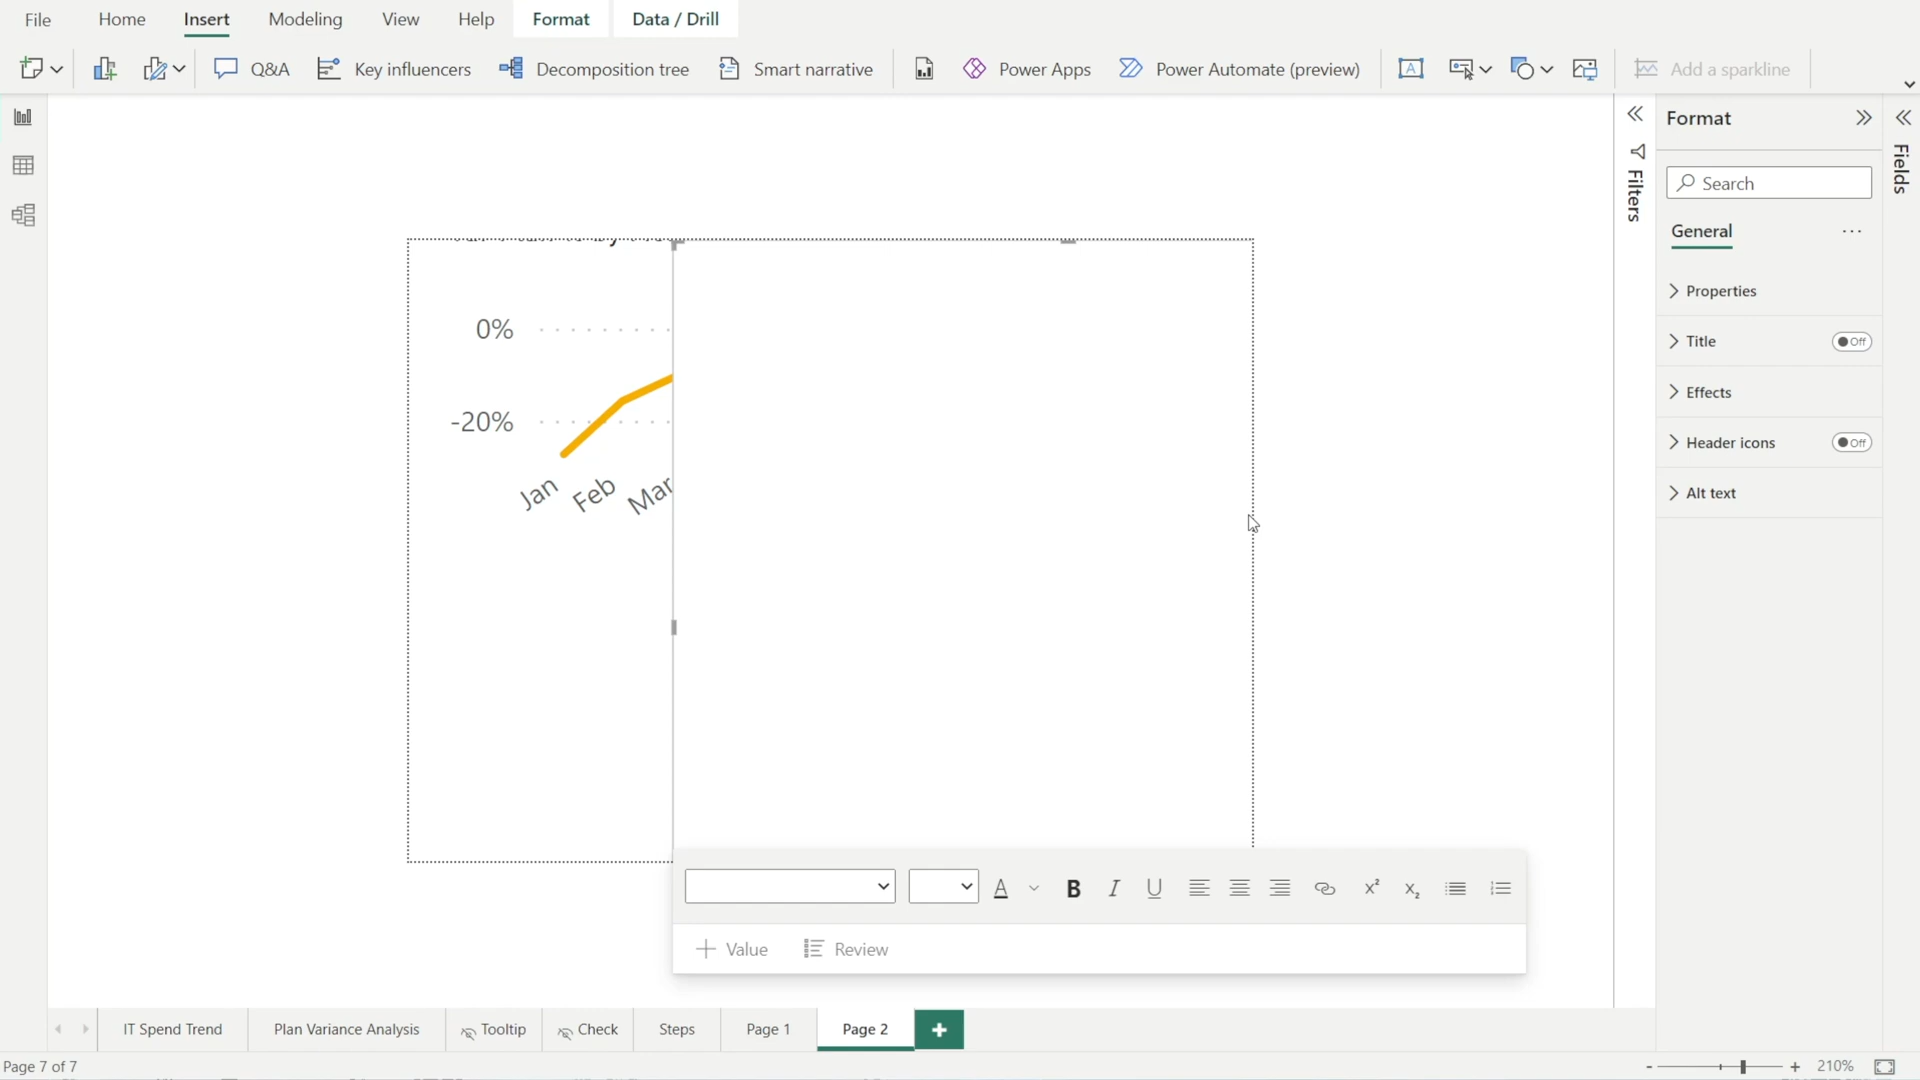 File Home Insert Modeling View Help Format Data / Drill
Q&A Key influencers Decomposition tree Smart narrative Power Apps Power Automate (preview) Add a sparkline
Format
Fields
Filters
Search
General
Properties
Title Off
Effects
Header icons Off
Alt text
0%
-20%
Jan Feb Mar
A B I U
Value Review
IT Spend Trend Plan Variance Analysis Tooltip Check Steps Page 1 Page 2 +
Page 7 of 7
- + 210%